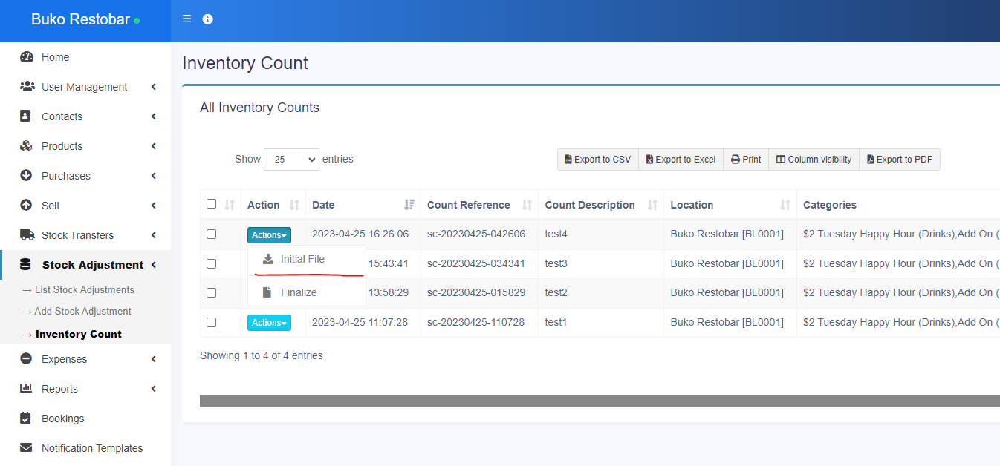 Buko Restobar
Home
User Management
Contacts
Products
Purchases
Sell
Stock Transfers
Stock Adjustment
→ List Stock Adjustments
→ Add Stock Adjustment
→ Inventory Count
Expenses
Reports
Bookings
Notification Templates
Inventory Count
All Inventory Counts
Show 25 entries
Export to CSV Export to Excel Print Column visibility Export to PDF
Action Date Count Reference Count Description Location Categories
Actions 2023-04-25 16:26:06 sc-20230425-042606 test4 Buko Restobar [BL0001] $2 Tuesday Happy Hour (Drinks),Add On (
Initial File
15:43:41 sc-20230425-034341 test3 Buko Restobar [BL0001] $2 Tuesday Happy Hour (Drinks),Add On (
Finalize
13:58:29 sc-20230425-015829 test2 Buko Restobar [BL0001] $2 Tuesday Happy Hour (Drinks),Add On (
Actions 2023-04-25 11:07:28 sc-20230425-110728 test1 Buko Restobar [BL0001] $2 Tuesday Happy Hour (Drinks),Add On (
Showing 1 to 4 of 4 entries